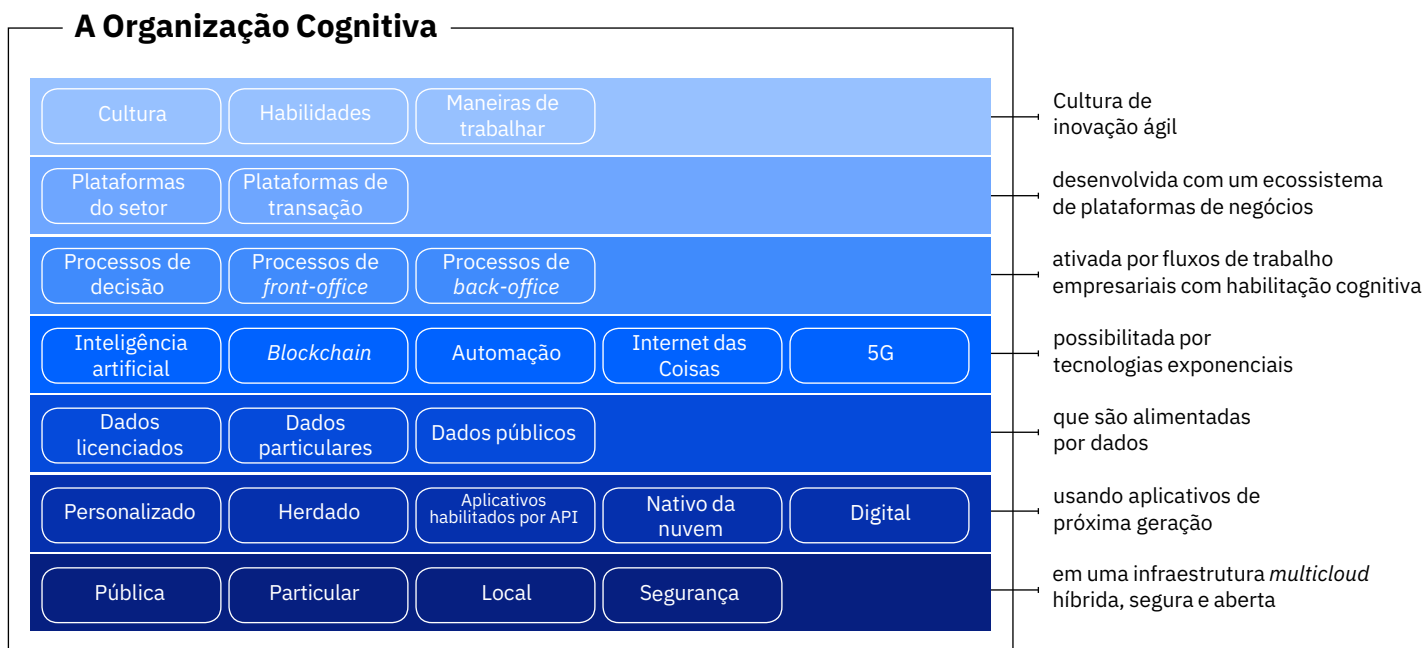 A Organização Cognitiva
Cultura
Habilidades
Maneiras de
trabalhar
Cultura de
inovação ágil
Plataformas
do setor
Plataformas de
transação
desenvolvida com um ecossistema
de plataformas de negócios
Processos de
decisão
Processos de
front-office
Processos de
back-office
ativada por fluxos de trabalho
empresariais com habilitação cognitiva
Inteligência
artificial
Blockchain
Automação
Internet das
Coisas
5G
possibilitada por
tecnologias exponenciais
Dados
licenciados
Dados
particulares
Dados públicos
que são alimentadas
por dados
Personalizado
Herdado
Aplicativos
habilitados por API
Nativo da
nuvem
Digital
usando aplicativos de
próxima geração
Pública
Particular
Local
Segurança
em uma infraestrutura multicloud
híbrida, segura e aberta